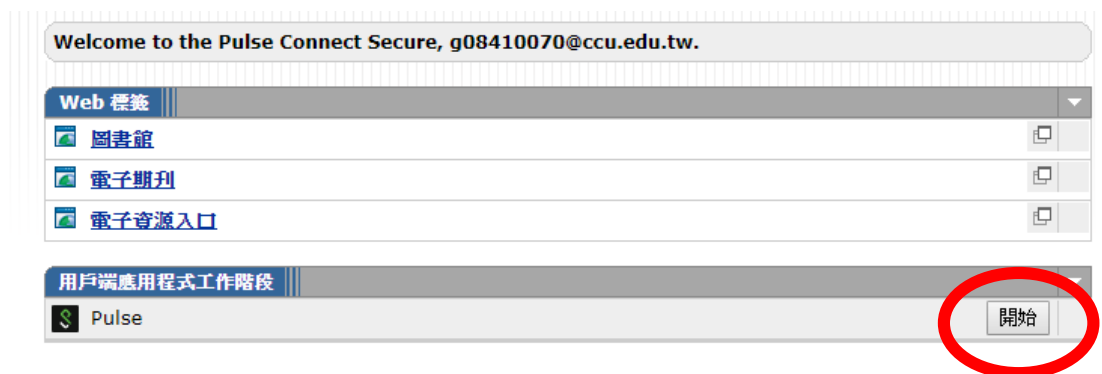 Welcome to the Pulse Connect Secure, g08410070@ccu.edu.tw.
Web 標籤
圖書館
電子期刊
電子資源入口
用戶端應用程式工作階段
Pulse 開始